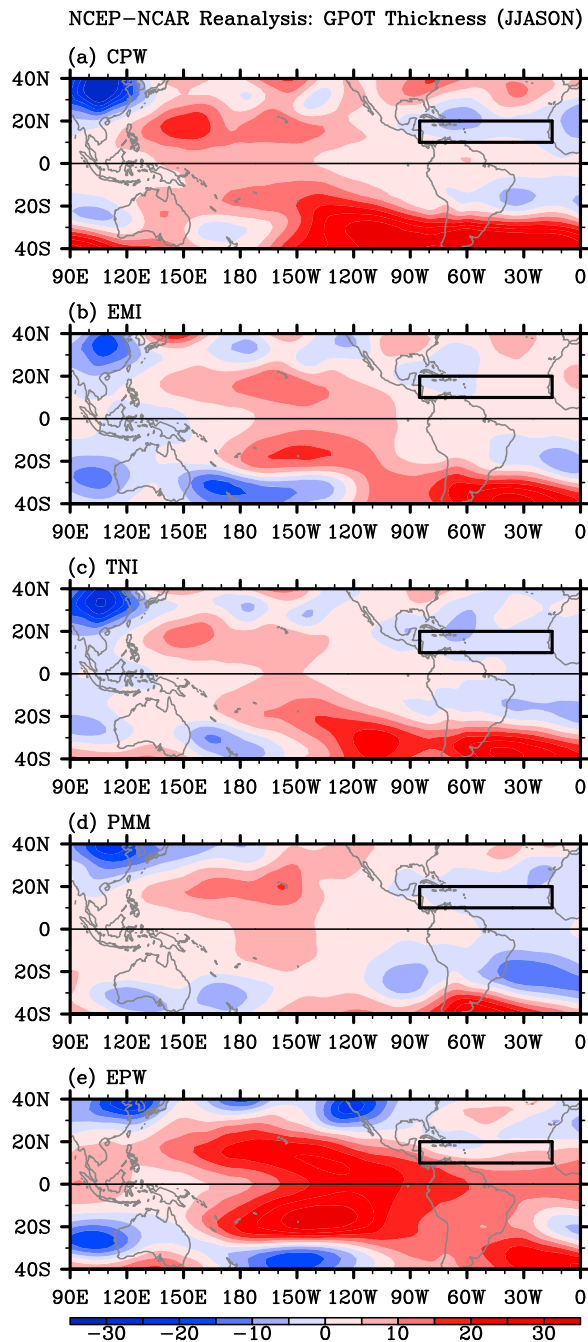 NCEP−NCAR Reanalysis: GPOT Thickness (JJASON)
(a) CPW
40N
20N
0
20S
40S
90E 120E 150E 180 150W 120W 90W 60W 30W 0
(b) EMI
40N
20N
0
20S
40S
90E 120E 150E 180 150W 120W 90W 60W 30W 0
(c) TNI
40N
20N
0
20S
40S
90E 120E 150E 180 150W 120W 90W 60W 30W 0
(d) PMM
40N
20N
0
20S
40S
90E 120E 150E 180 150W 120W 90W 60W 30W 0
(e) EPW
40N
20N
0
20S
40S
90E 120E 150E 180 150W 120W 90W 60W 30W 0
−30 −20 −10 0 10 20 30